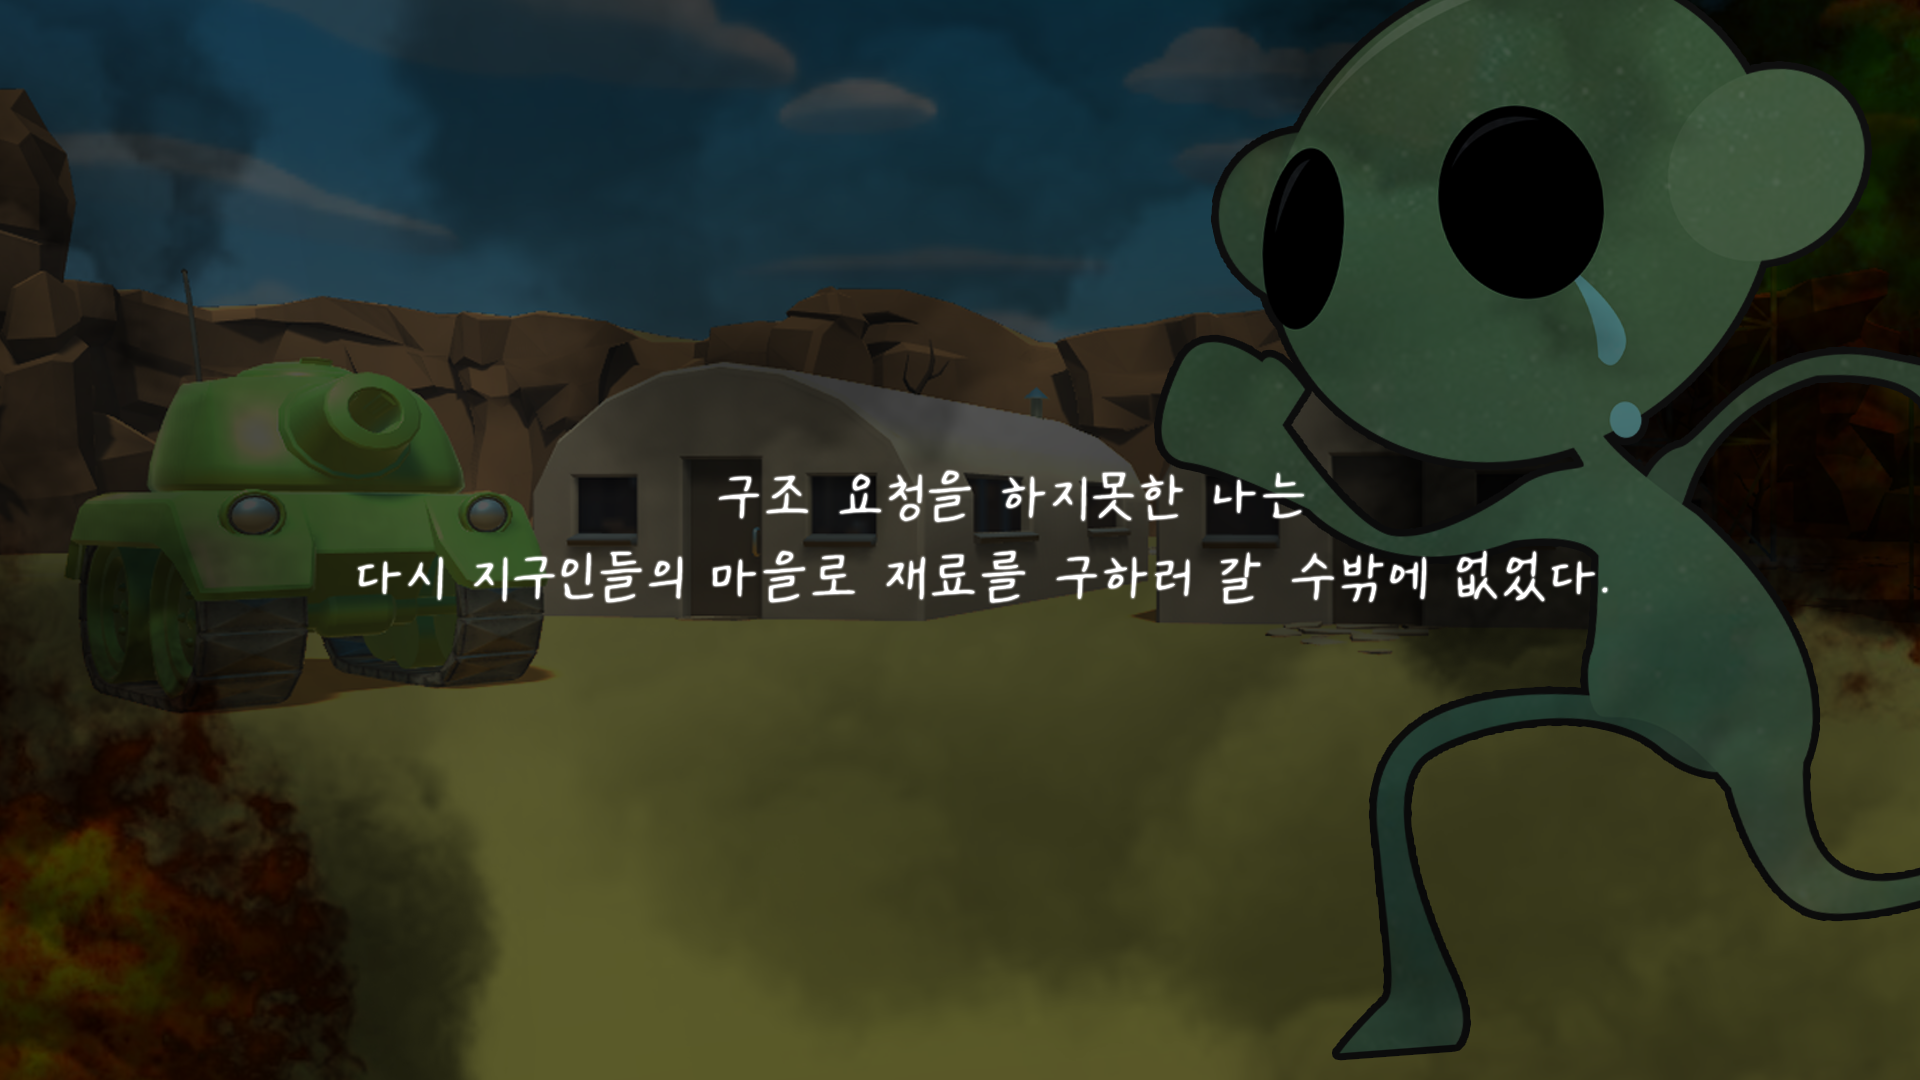 구조 요청을 하지못한 나는
다시 지구인들의 마을로 재료를 구하러 갈 수밖에 없었다.